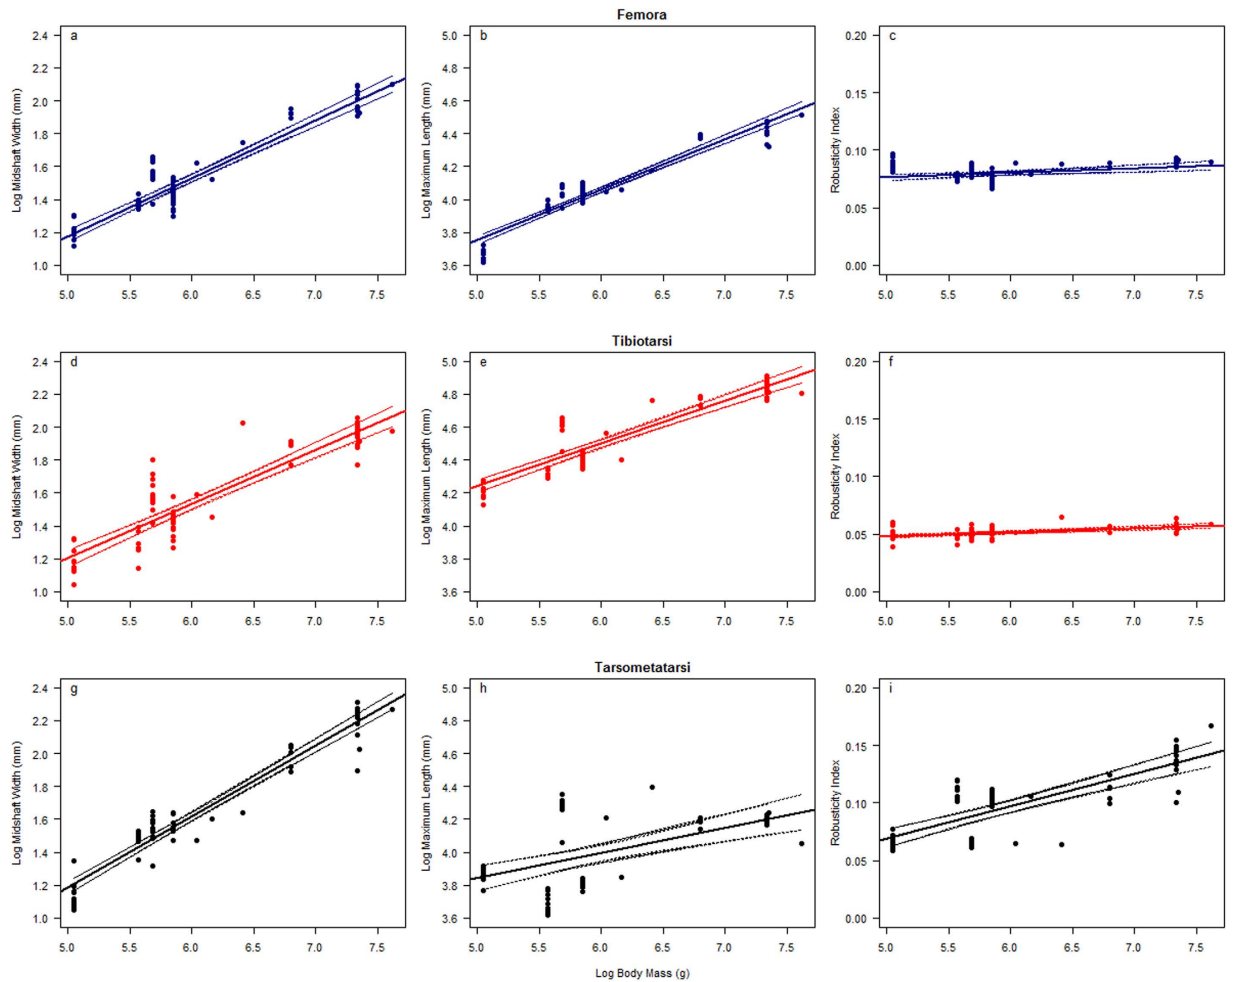 Femora
a
Log Midshaft Width (mm)
2.4
2.2
2.0
1.8
1.6
1.4
1.2
1.0
5.0 5.5 6.0 6.5 7.0 7.5
b
Log Maximum Length (mm)
5.0
4.8
4.6
4.4
4.2
4.0
3.8
3.6
5.0 5.5 6.0 6.5 7.0 7.5
c
Robusticity Index
0.20
0.15
0.10
0.05
0.00
5.0 5.5 6.0 6.5 7.0 7.5
Tibiotarsi
d
Log Midshaft Width (mm)
2.4
2.2
2.0
1.8
1.6
1.4
1.2
1.0
5.0 5.5 6.0 6.5 7.0 7.5
e
Log Maximum Length (mm)
5.0
4.8
4.6
4.4
4.2
4.0
3.8
3.6
5.0 5.5 6.0 6.5 7.0 7.5
f
Robusticity Index
0.20
0.15
0.10
0.05
0.00
5.0 5.5 6.0 6.5 7.0 7.5
Tarsometatarsi
g
Log Midshaft Width (mm)
2.4
2.2
2.0
1.8
1.6
1.4
1.2
1.0
5.0 5.5 6.0 6.5 7.0 7.5
h
Log Maximum Length (mm)
5.0
4.8
4.6
4.4
4.2
4.0
3.8
3.6
5.0 5.5 6.0 6.5 7.0 7.5
i
Robusticity Index
0.20
0.15
0.10
0.05
0.00
5.0 5.5 6.0 6.5 7.0 7.5
Log Body Mass (g)